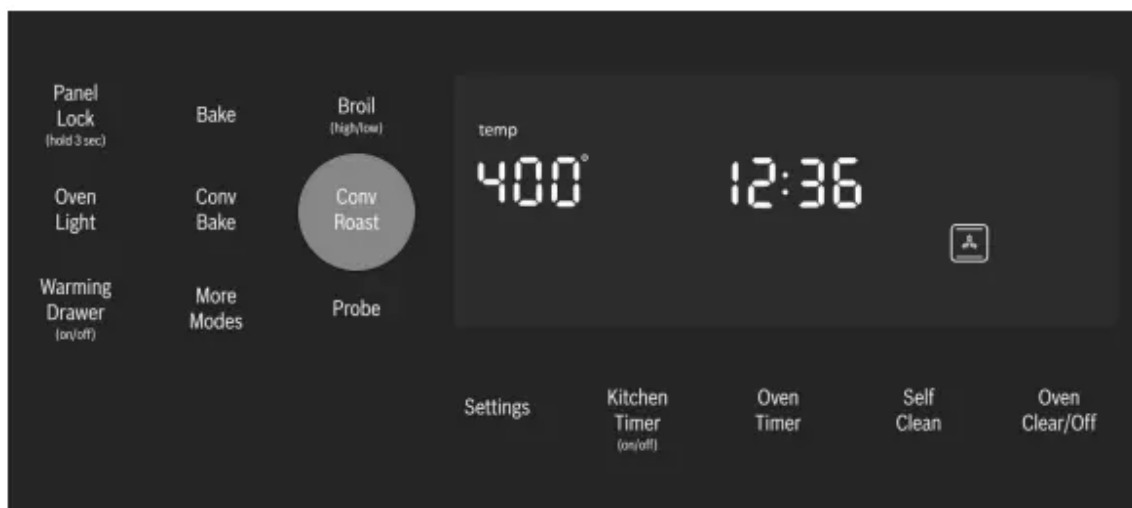 Panel
Lock
(hold 3 sec)
Bake
Broil
(high/low)
Oven
Light
Conv
Bake
Conv
Roast
Warming
Drawer
(on/off)
More
Modes
Probe
temp
400°
12:36
Settings
Kitchen
Timer
(on/off)
Oven
Timer
Self
Clean
Oven
Clear/Off